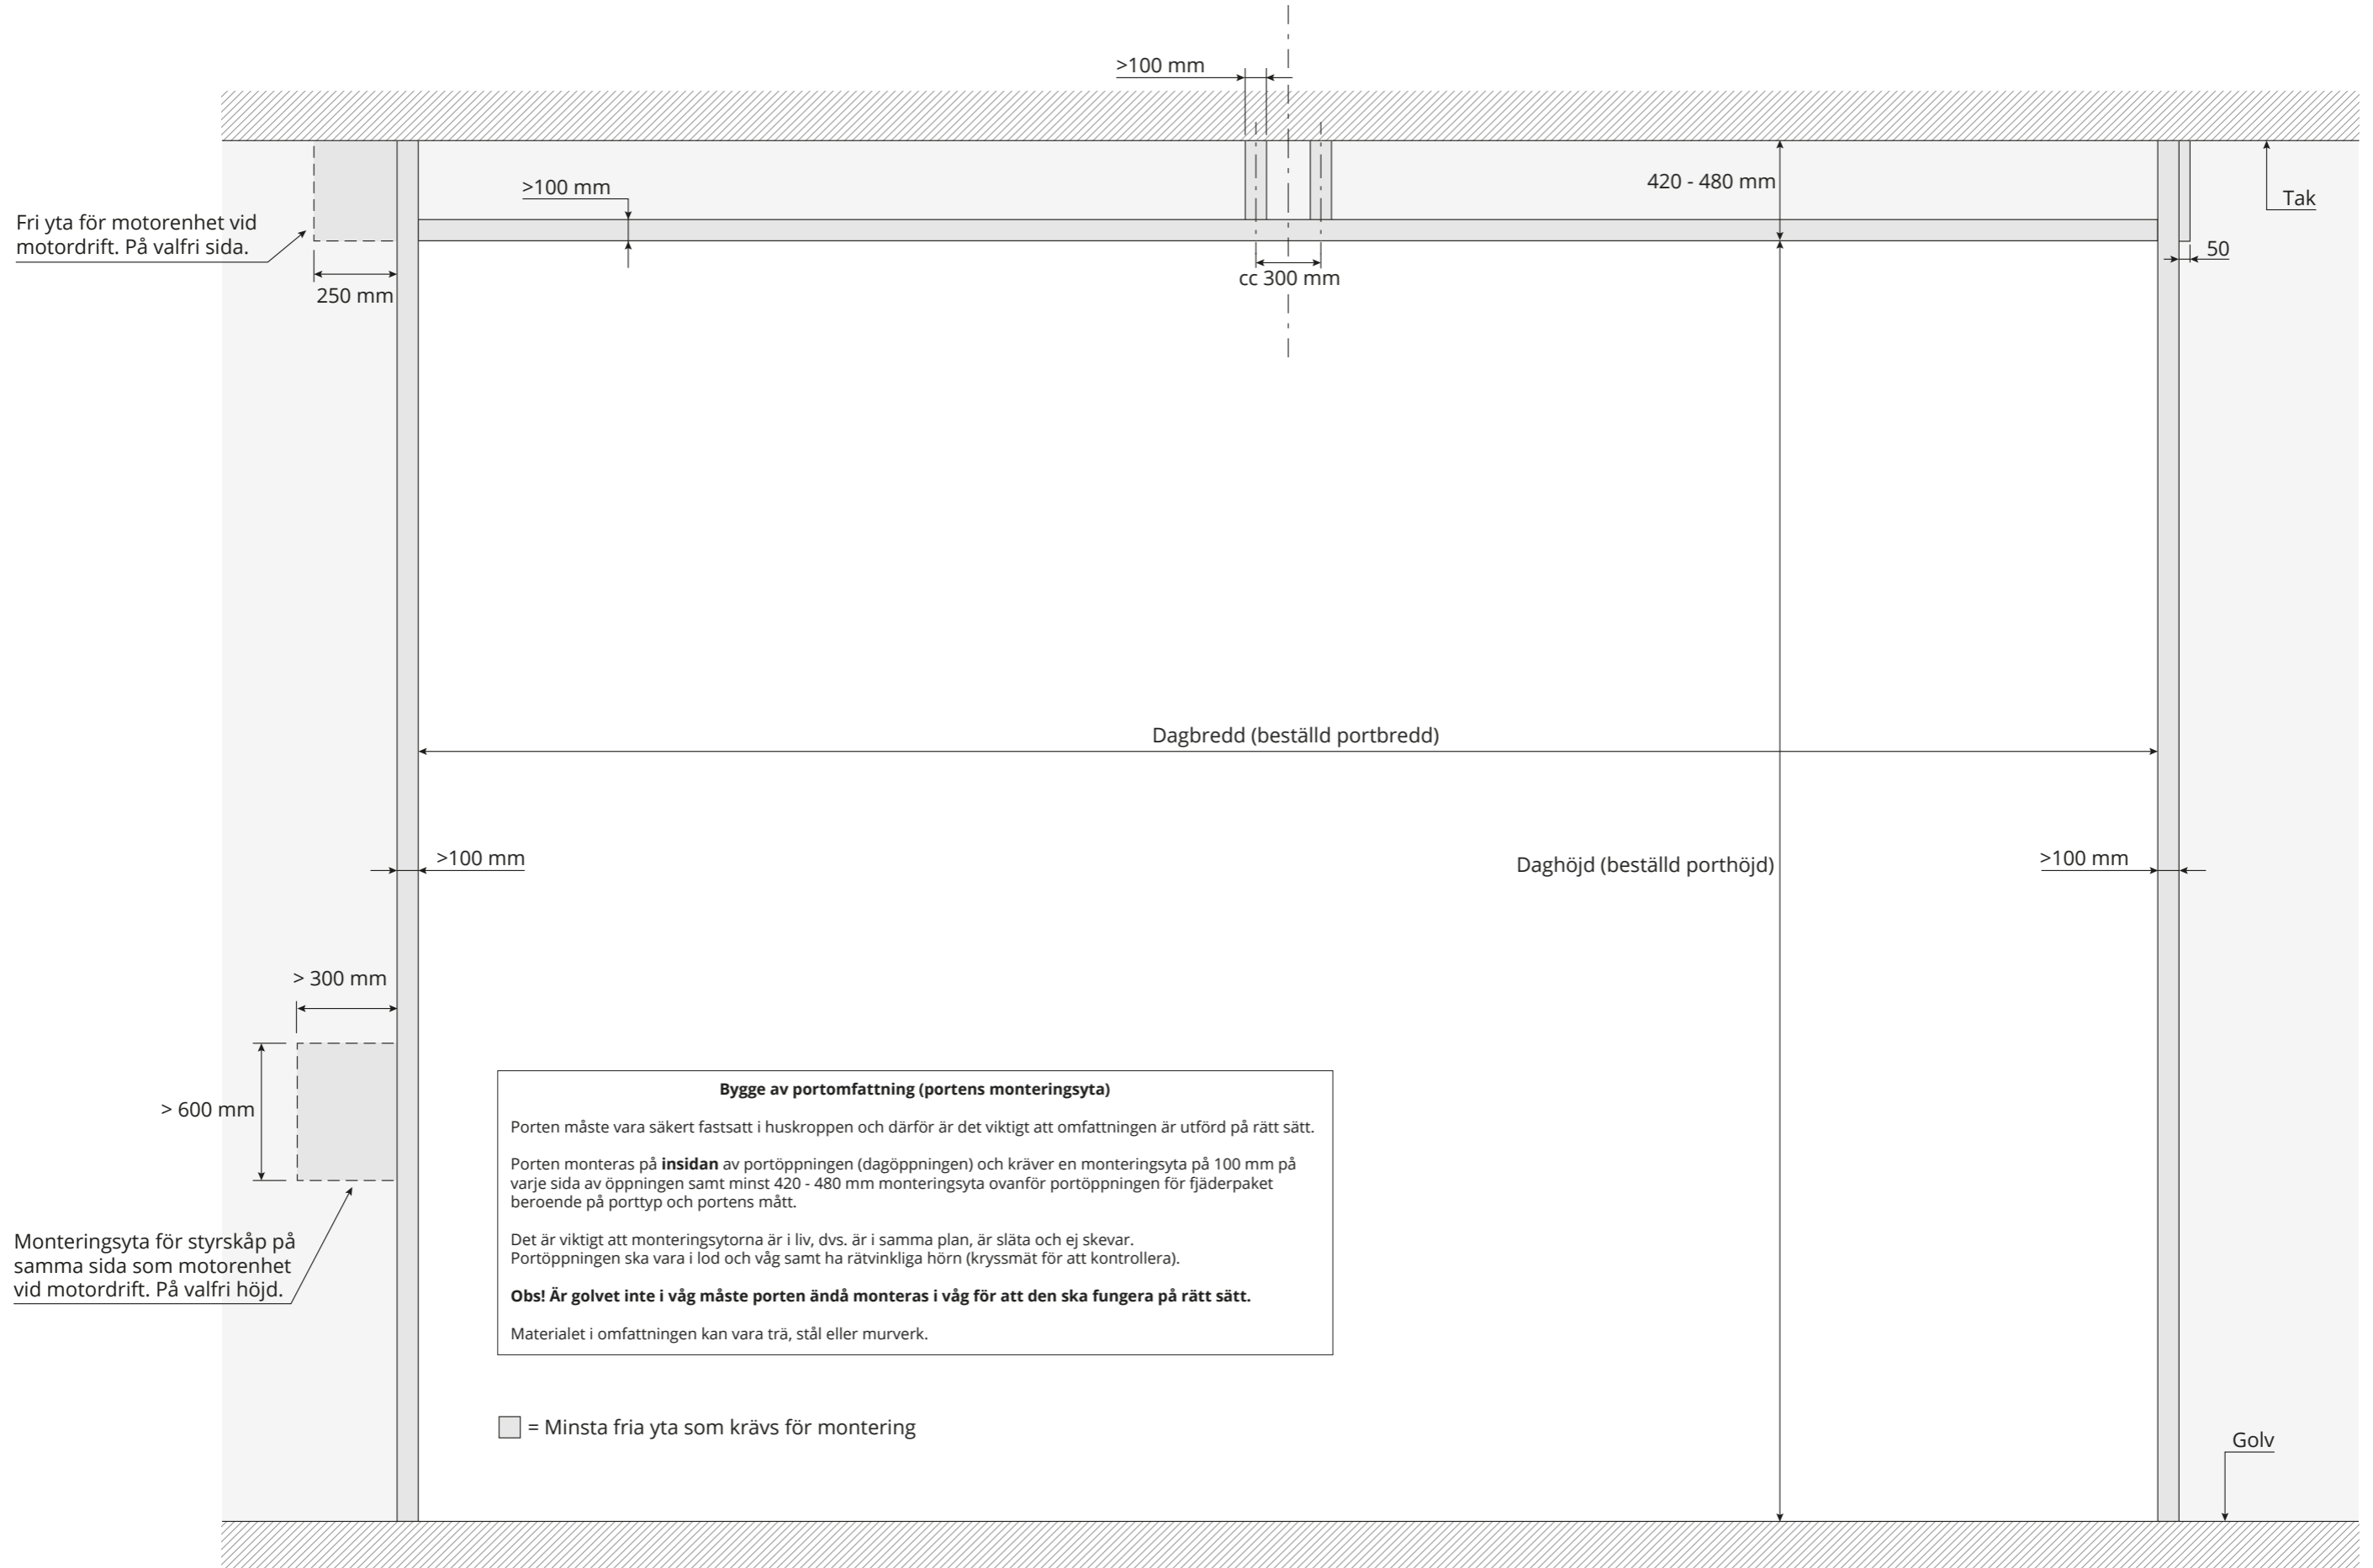 >100 mm
>100 mm
420 - 480 mm
Tak
Fri yta för motorenhet vid
motordrift. På valfri sida.
50
cc 300 mm
250 mm
Dagbredd (beställd portbredd)
>100 mm
Daghöjd (beställd porthöjd)
>100 mm
> 300 mm
> 600 mm
Bygge av portomfattning (portens monteringsyta)
Porten måste vara säkert fastsatt i huskroppen och därför är det viktigt att omfattningen är utförd på rätt sätt.
Porten monteras på insidan av portöppningen (dagöppningen) och kräver en monteringsyta på 100 mm på
varje sida av öppningen samt minst 420 - 480 mm monteringsyta ovanför portöppningen för fjäderpaket
beroende på porttyp och portens mått.
Det är viktigt att monteringsytorna är i liv, dvs. är i samma plan, är släta och ej skevar.
Portöppningen ska vara i lod och våg samt ha rätvinkliga hörn (kryssmät för att kontrollera).
Obs! Är golvet inte i våg måste porten ändå monteras i våg för att den ska fungera på rätt sätt.
Materialet i omfattningen kan vara trä, stål eller murverk.
Monteringsyta för styrskåp på
samma sida som motorenhet
vid motordrift. På valfri höjd.
= Minsta fria yta som krävs för montering
Golv